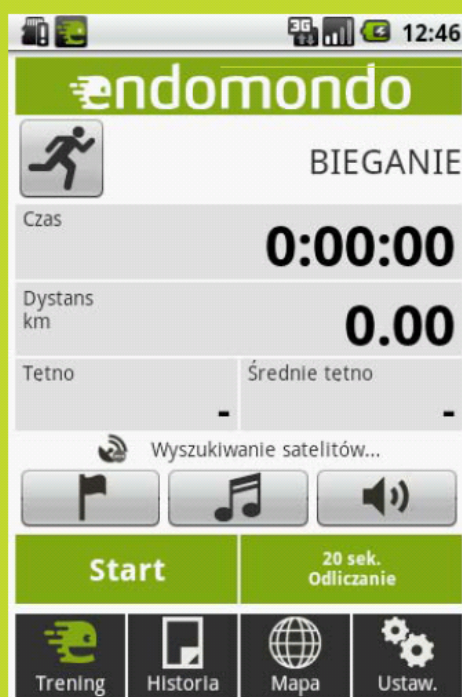 3G 12:46
endomondo
BIEGANIE
Czas
0:00:00
Dystans
km
0.00
Tetno
-
Średnie tętno
-
Wyszukiwanie satelitów...
Start
20 sek.
Odliczanie
Trening Historia Mapa Ustaw.